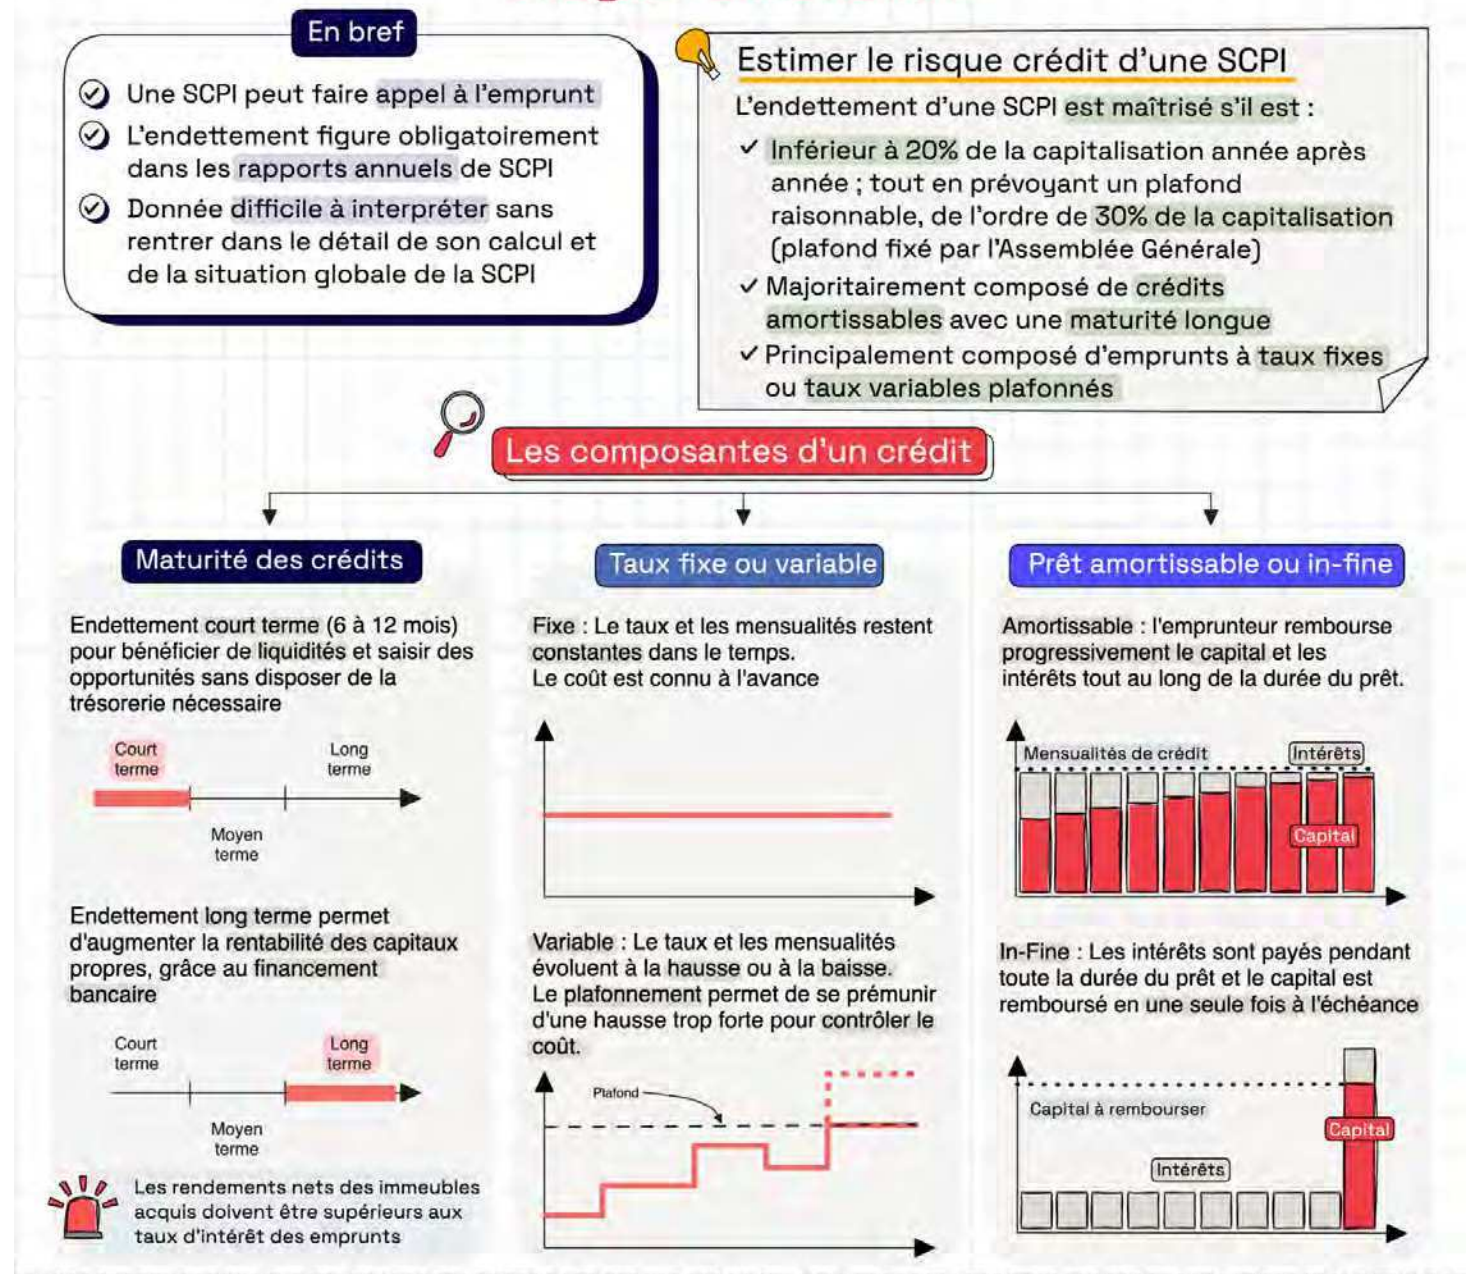 En bref
Une SCPI peut faire appel à l'emprunt
L'endettement figure obligatoirement
dans les rapports annuels de SCPI
Donnée difficile à interpréter sans
rentrer dans le détail de son calcul et
de la situation globale de la SCPI
Estimer le risque crédit d'une SCPI
L'endettement d'une SCPI est maîtrisé s'il est :
Inférieur à 20% de la capitalisation année après
année ; tout en prévoyant un plafond
raisonnable, de l'ordre de 30% de la capitalisation
(plafond fixé par l'Assemblée Générale)
Majoritairement composé de crédits
amortissables avec une maturité longue
Principalement composé d'emprunts à taux fixes
ou taux variables plafonnés
Les composantes d'un crédit
Maturité des crédits
Endettement court terme (6 à 12 mois)
pour bénéficier de liquidités et saisir des
opportunités sans disposer de la
trésorerie nécessaire
Court
terme
Long
terme
Moyen
terme
Endettement long terme permet
d'augmenter la rentabilité des capitaux
propres, grâce au financement
bancaire
Court
terme
Long
terme
Moyen
terme
Les rendements nets des immeubles
acquis doivent être supérieurs aux
taux d'intérêt des emprunts
Taux fixe ou variable
Fixe : Le taux et les mensualités restent
constantes dans le temps.
Le coût est connu à l'avance
Variable : Le taux et les mensualités
évoluent à la hausse ou à la baisse.
Le plafonnement permet de se prémunir
d'une hausse trop forte pour contrôler le
coût.
Plafond
Prêt amortissable ou in-fine
Amortissable : l'emprunteur rembourse
progressivement le capital et les
intérêts tout au long de la durée du prêt.
Mensualités de crédit
Intérêts
Capital
In-Fine : Les intérêts sont payés pendant
toute la durée du prêt et le capital est
remboursé en une seule fois à l'échéance
Capital à rembourser
Capital
Intérêts